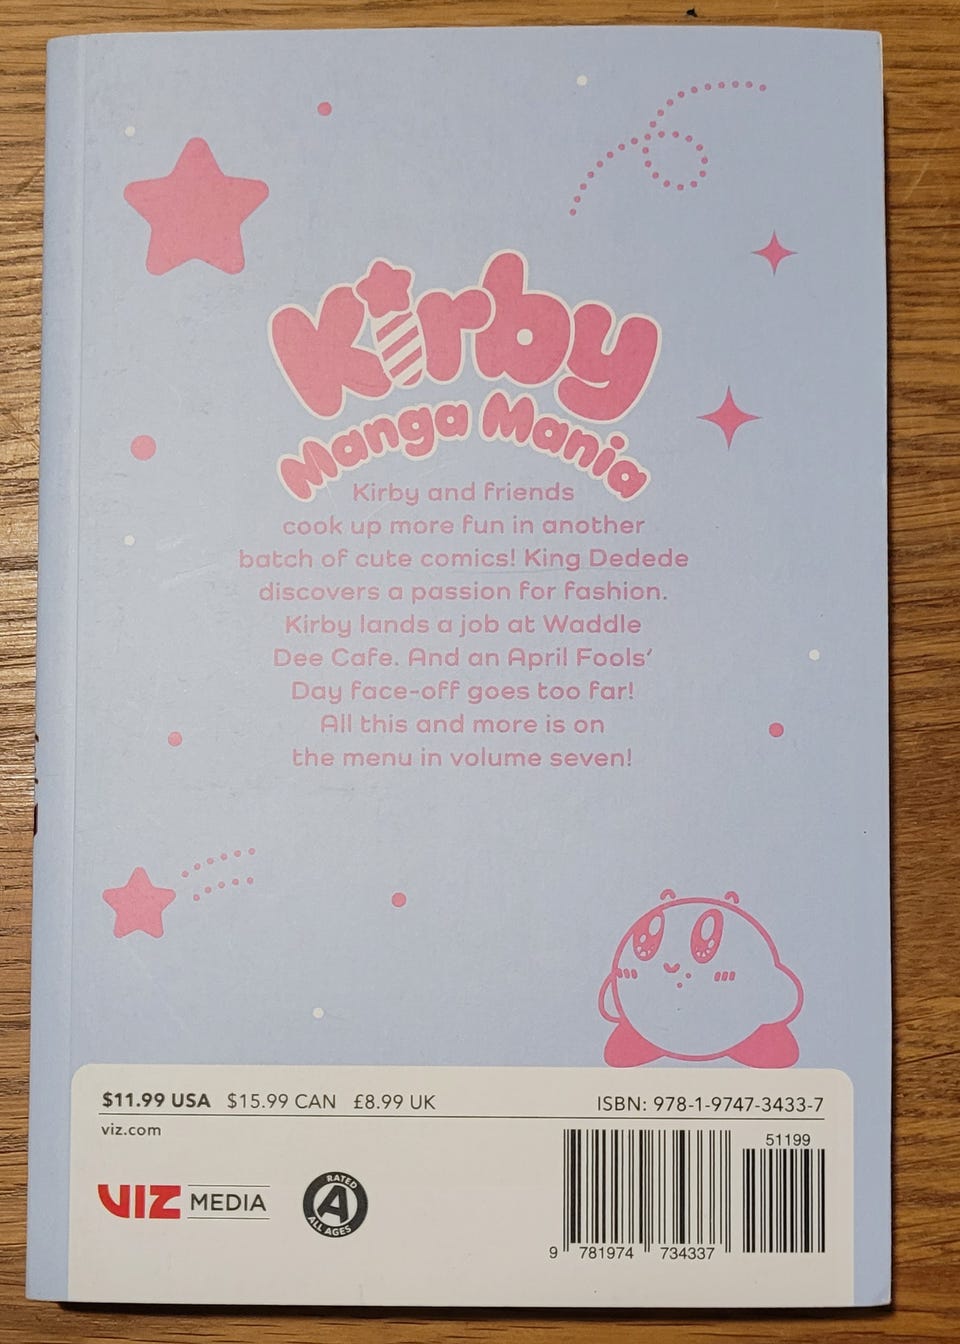 Kirby
Manga Mania
Kirby and friends
cook up more fun in another
batch of cute comics! King Dedede
discovers a passion for fashion.
Kirby lands a job at Waddle
Dee Cafe. And an April Fools’
Day face-off goes too far!
All this and more is on
the menu in volume seven!
$11.99 USA $15.99 CAN £8.99 UK
ISBN: 978-1-9747-3433-7
viz.com
51199
VIZ MEDIA
RATED
A
ALL AGES
9 781974 734337